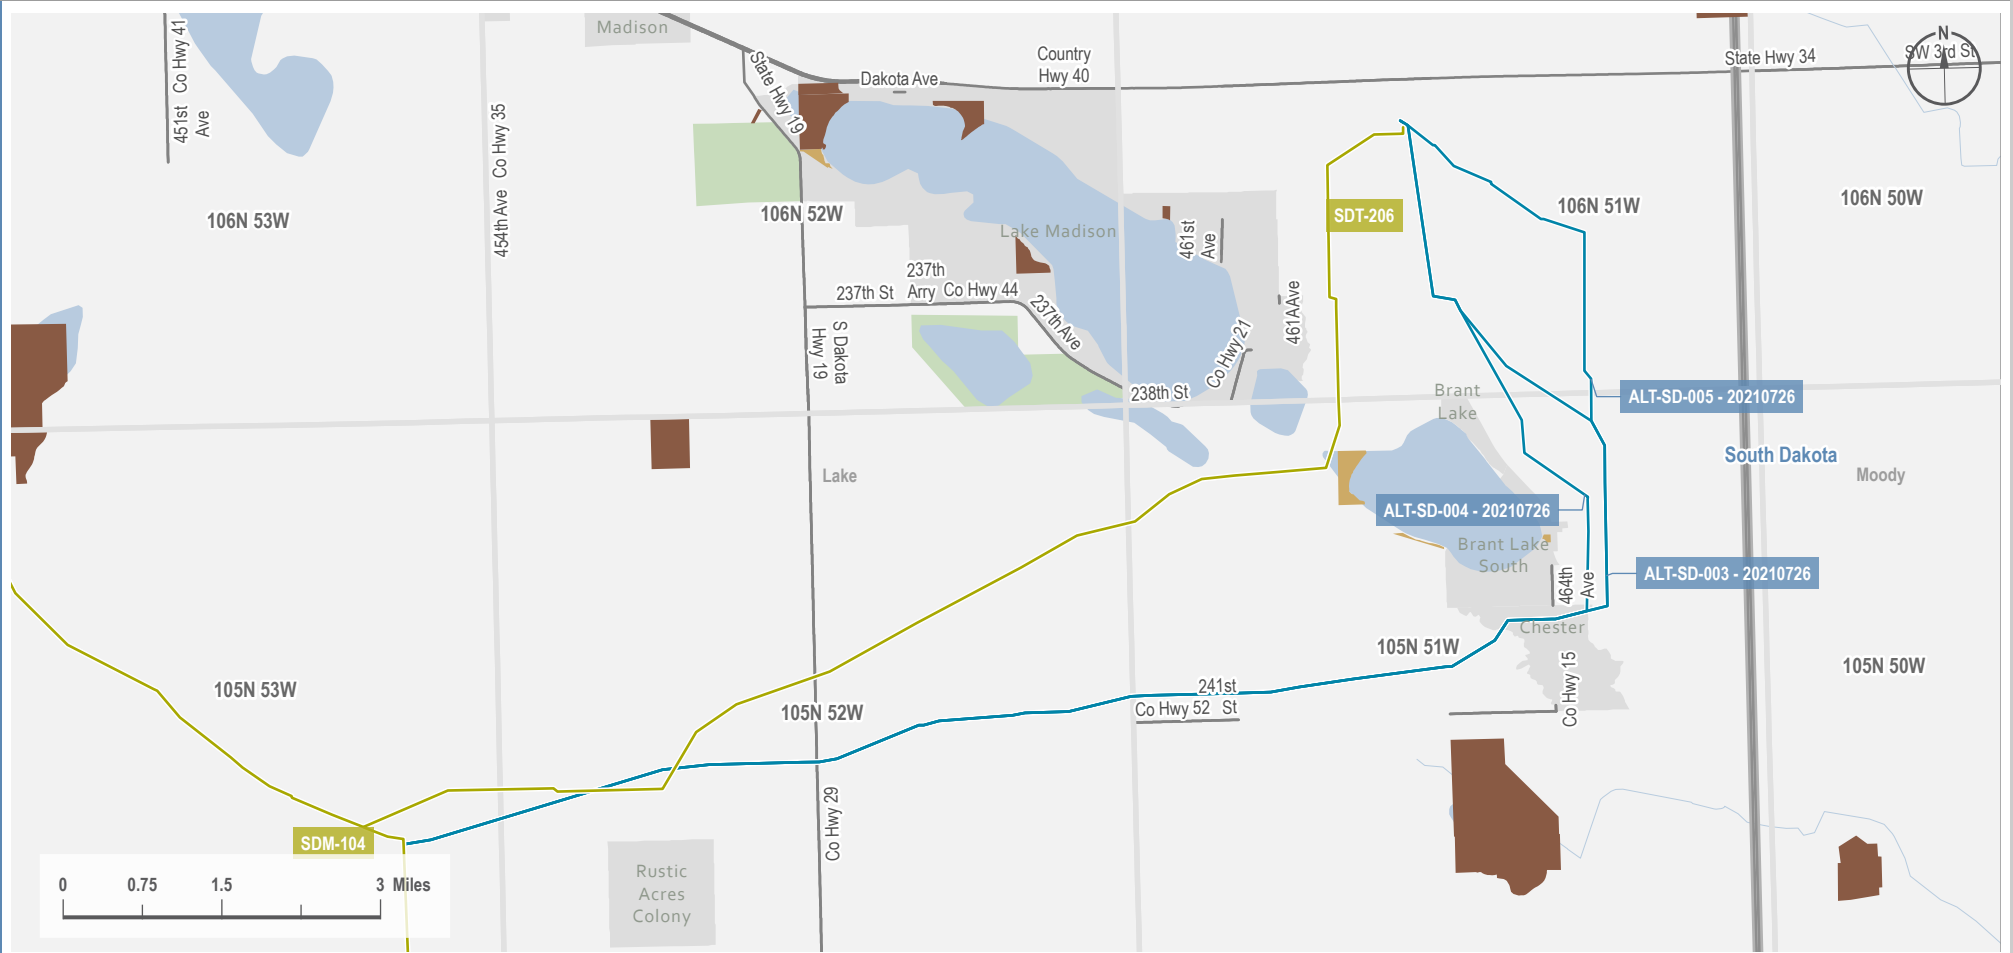 Madison
Country
Hwy 40
Dakota Ave
State Hwy 34
SW 3rd St
N
451st Co Hwy 41
Ave
State Hwy 19
454th Ave Co Hwy 35
106N 53W
106N 52W
SDT-206
106N 51W
106N 50W
Lake Madison
461st
Ave
237th
237th St Arry Co Hwy 44
237th Ave
461A Ave
Co Hwy 21
S Dakota
Hwy 19
238th St
Brant
Lake
ALT-SD-005 - 20210726
South Dakota
Moody
Lake
ALT-SD-004 - 20210726
Brant Lake
South
464th
Ave
ALT-SD-003 - 20210726
Chester
105N 51W
105N 50W
105N 53W
105N 52W
241st
Co Hwy 52 St
Co Hwy 15
Co Hwy 29
SDM-104
Rustic
Acres
Colony
0 0.75 1.5 3 Miles